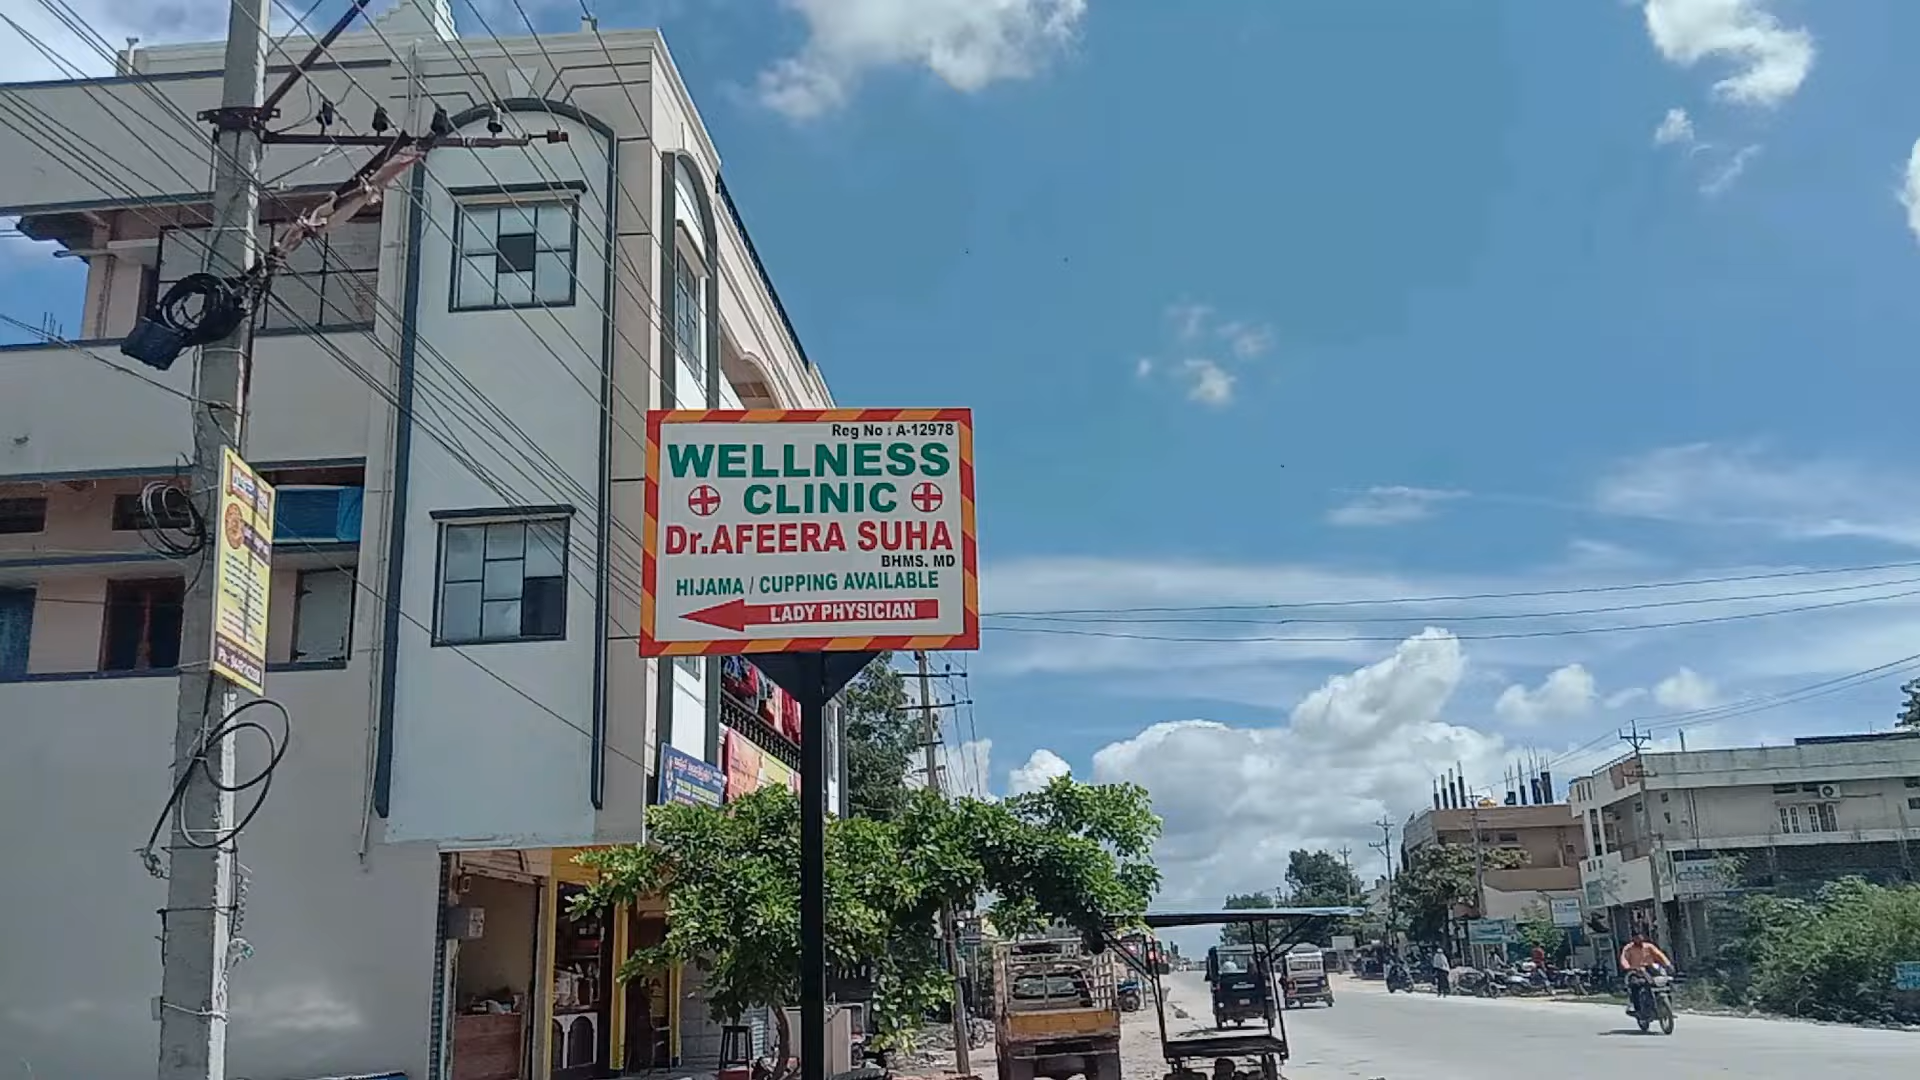 Reg No : A-12978
WELLNESS
CLINIC
Dr.AFEERA SUHA
BHMS. MD
HIJAMA / CUPPING AVAILABLE
LADY PHYSICIAN